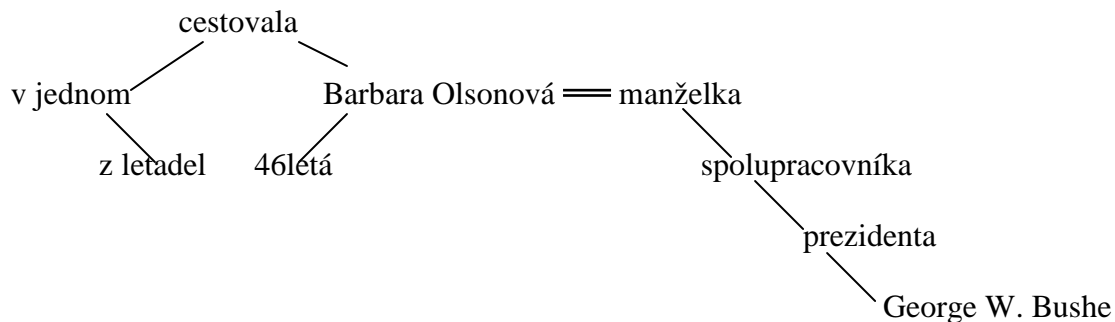 cestovala
v jednom Barbara Olsonová manželka
z letadel 46letá spolupracovníka
prezidenta
George W. Bushe